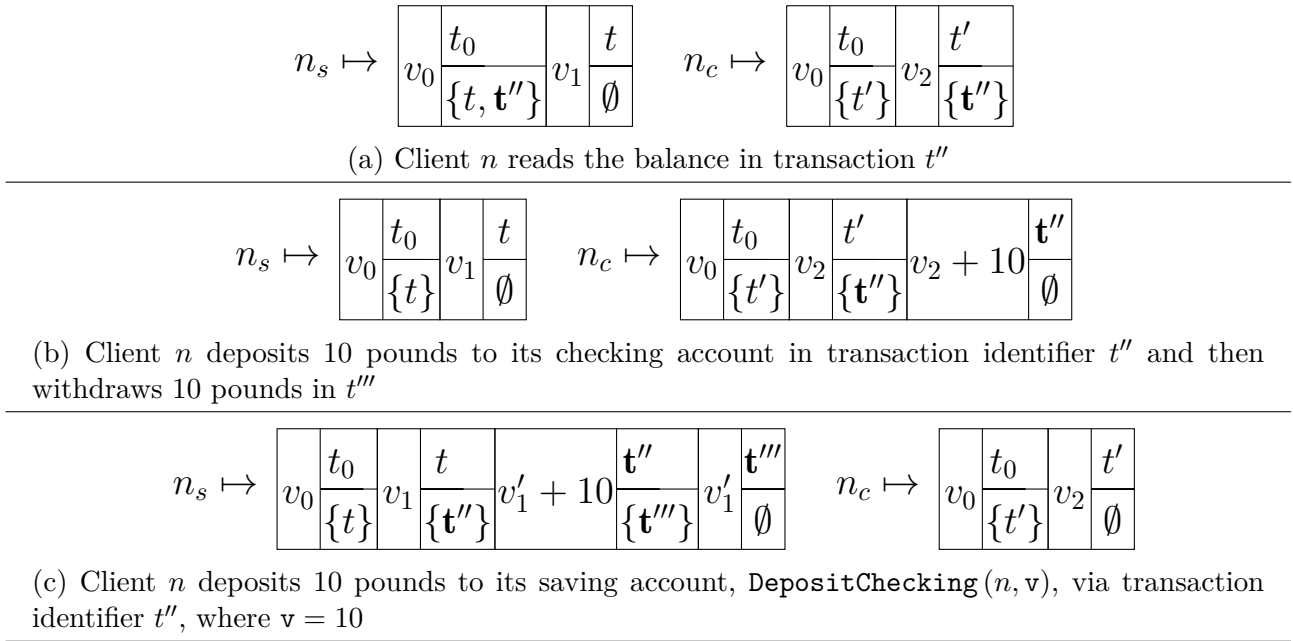 n_s ↦ v_0 t_0 {t, 𝐭″} v_1 t ∅ n_c ↦ v_0 t_0 {t′} v_2 t′ {𝐭″}
(a) Client n reads the balance in transaction t″
n_s ↦ v_0 t_0 {t} v_1 t ∅ n_c ↦ v_0 t_0 {t′} v_2 t′ {𝐭″} v_2 + 10 𝐭″ ∅
(b) Client n deposits 10 pounds to its checking account in transaction identifier t″ and then
withdraws 10 pounds in t‴
n_s ↦ v_0 t_0 {t} v_1 t {𝐭″} v′_1 + 10 𝐭″ {𝐭‴} v′_1 𝐭‴ ∅ n_c ↦ v_0 t_0 {t′} v_2 t′ ∅
(c) Client n deposits 10 pounds to its saving account, DepositChecking(n, v), via transaction
identifier t″, where v = 10